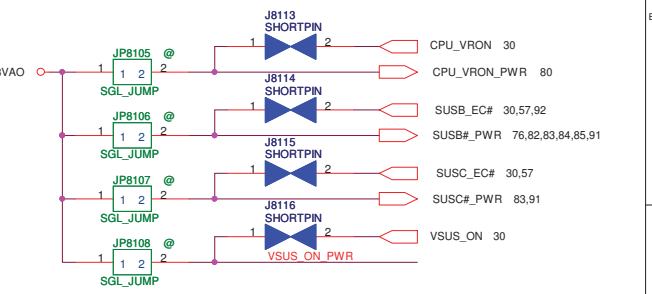 J8113
SHORTPIN
1 2 CPU_VRON 30
JP8105 @
VAO 1 1 2 2 CPU_VRON_PWR 80
SGL_JUMP
J8114
SHORTPIN
1 2 SUSB_EC# 30,57,92
JP8106 @
1 1 2 2 SUSB#_PWR 76,82,83,84,85,91
SGL_JUMP
J8115
SHORTPIN
1 2 SUSC_EC# 30,57
JP8107 @
1 1 2 2 SUSC#_PWR 83,91
SGL_JUMP
J8116
SHORTPIN
1 2 VSUS_ON 30
JP8108 @
VSUS_ON_PWR
1 1 2 2
SGL_JUMP